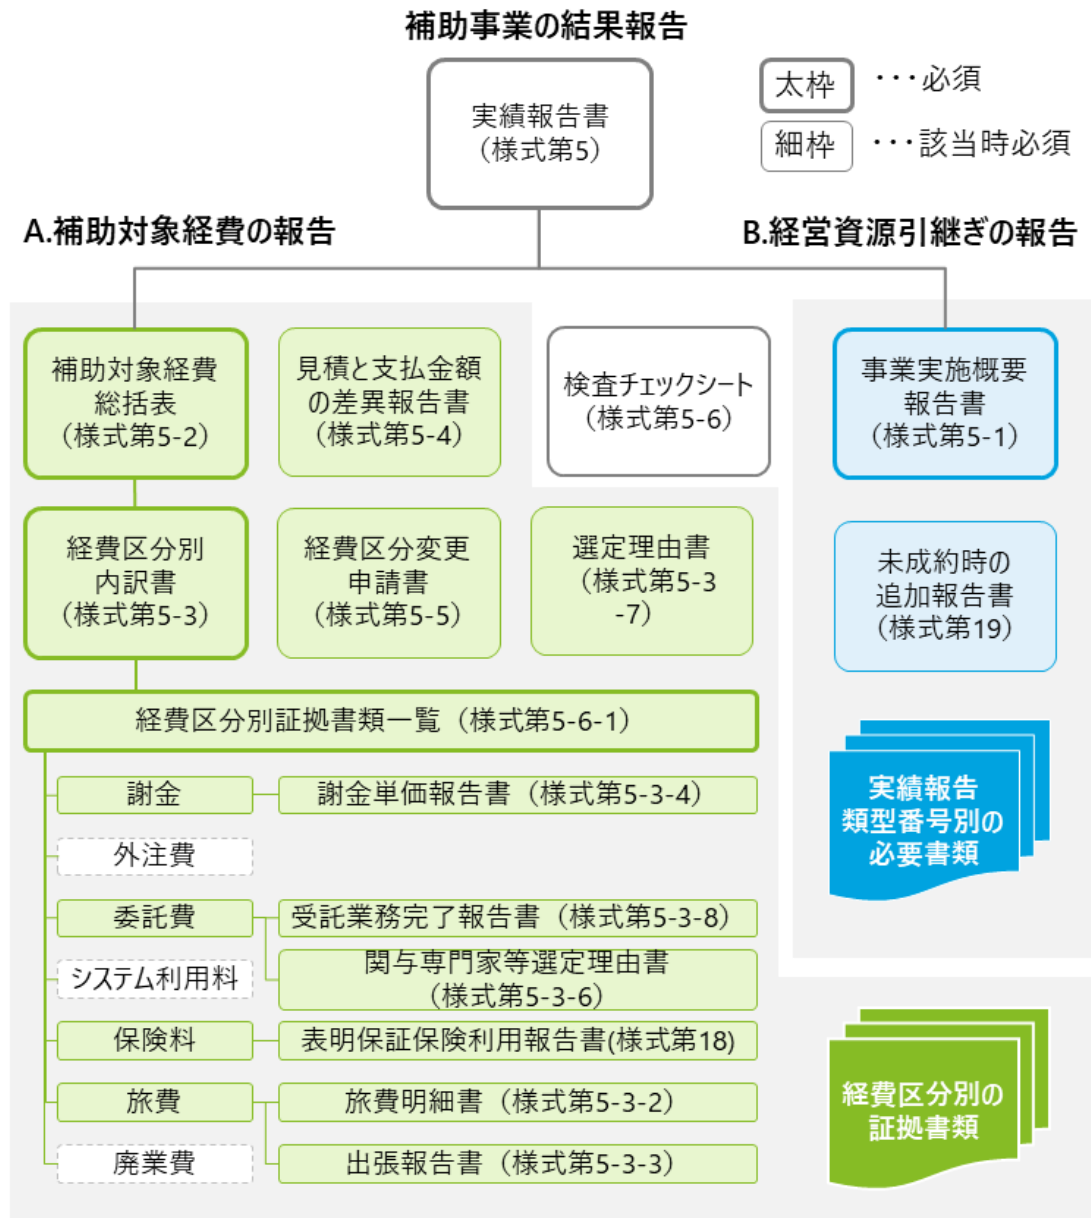 補助事業の結果報告
実績報告書
(様式第5)
太枠 ・・・必須
細枠 ・・・該当時必須
A.補助対象経費の報告
B.経営資源引継ぎの報告
補助対象経費
総括表
(様式第5-2)
見積と支払金額
の差異報告書
(様式第5-4)
検査チェックシート
(様式第5-6)
事業実施概要
報告書
(様式第5-1)
経費区分別
内訳書
(様式第5-3)
経費区分変更
申請書
(様式第5-5)
選定理由書
(様式第5-3
-7)
未成約時の
追加報告書
(様式第19)
経費区分別証拠書類一覧（様式第5-6-1）
謝金
謝金単価報告書（様式第5-3-4）
外注費
委託費
受託業務完了報告書（様式第5-3-8）
システム利用料
関与専門家等選定理由書
（様式第5-3-6）
保険料
表明保証保険利用報告書(様式第18)
旅費
旅費明細書（様式第5-3-2）
廃業費
出張報告書（様式第5-3-3）
実績報告
類型番号別の
必要書類
経費区分別の
証拠書類